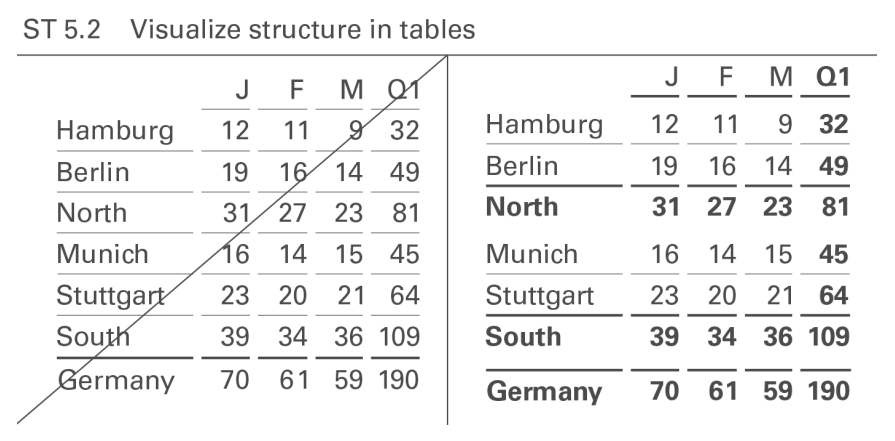 ST 5.2 Visualize structure in tables
J F M Q1
Hamburg 12 11 9 32
Berlin 19 16 14 49
North 31 27 23 81
Munich 16 14 15 45
Stuttgart 23 20 21 64
South 39 34 36 109
Germany 70 61 59 190
J F M Q1
Hamburg 12 11 9 32
Berlin 19 16 14 49
North 31 27 23 81
Munich 16 14 15 45
Stuttgart 23 20 21 64
South 39 34 36 109
Germany 70 61 59 190